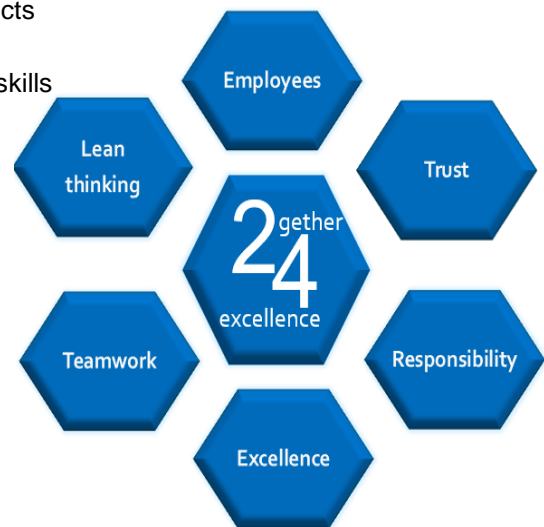 cts
skills
Employees
Lean
thinking
Trust
2gether
4
excellence
Teamwork
Responsibility
Excellence